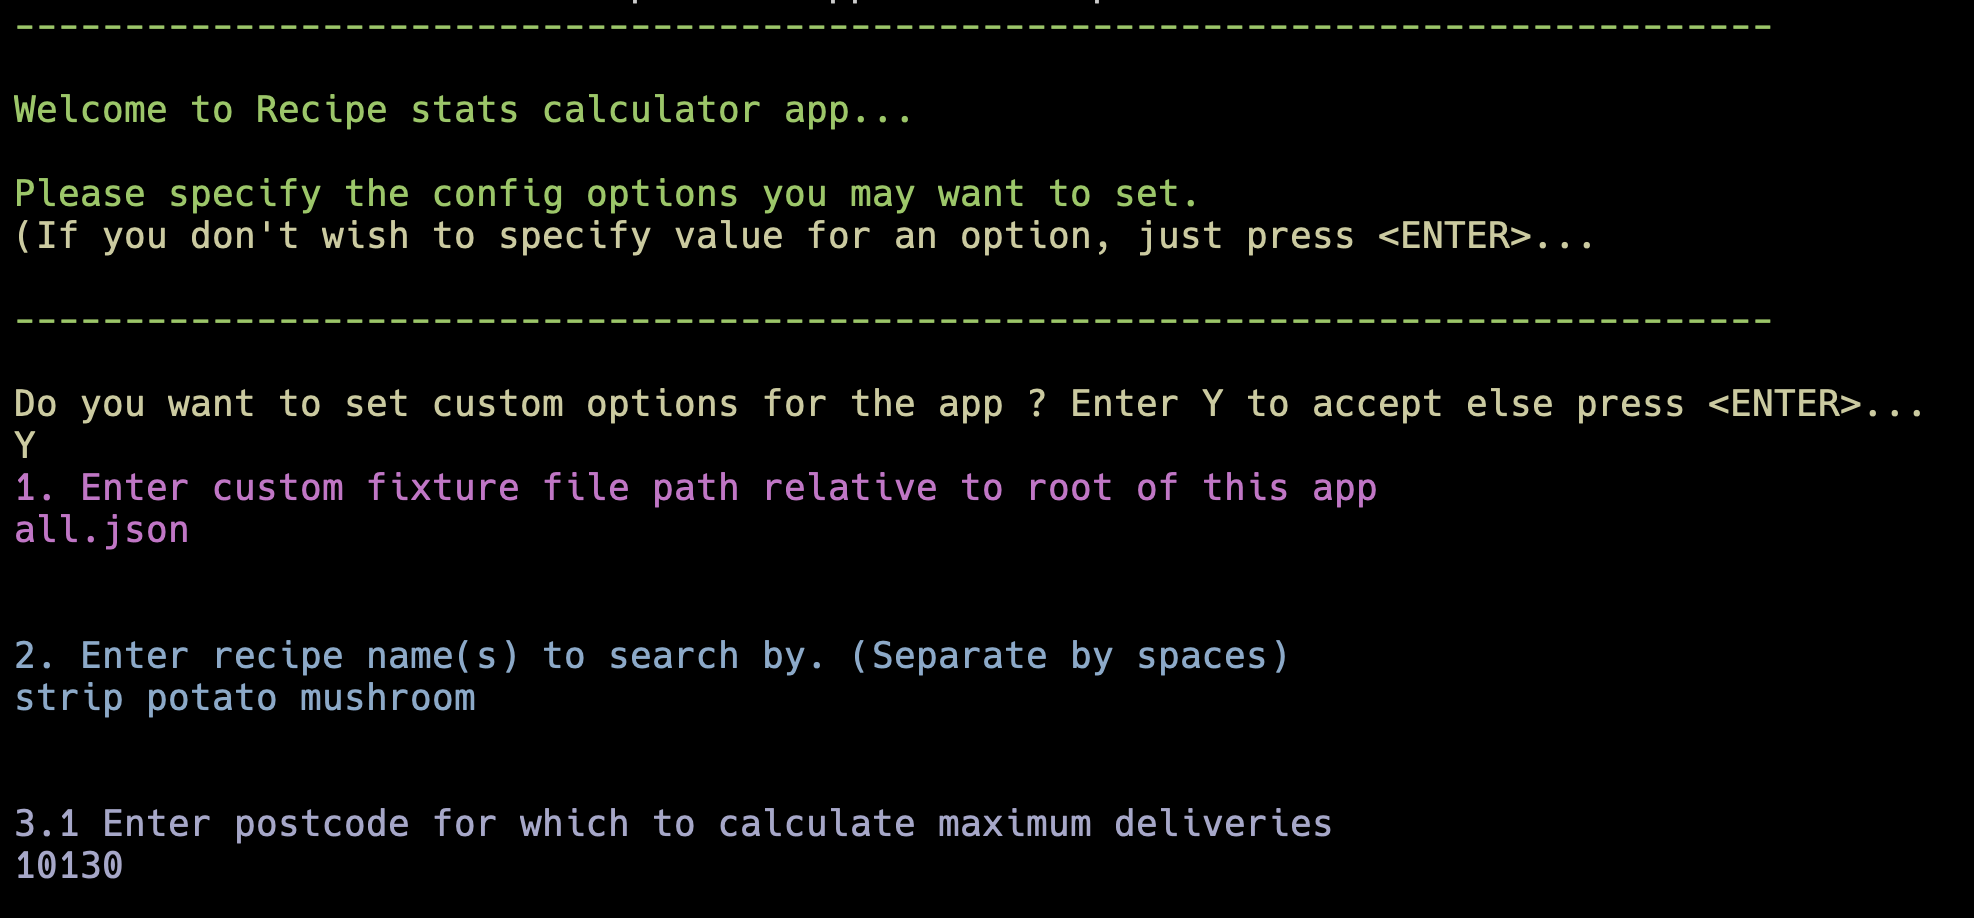 --------------------------------------------------------------------------------
Welcome to Recipe stats calculator app...
Please specify the config options you may want to set.
(If you don't wish to specify value for an option, just press <ENTER>...
--------------------------------------------------------------------------------
Do you want to set custom options for the app ? Enter Y to accept else press <ENTER>...
Y
1. Enter custom fixture file path relative to root of this app
all.json
2. Enter recipe name(s) to search by. (Separate by spaces)
strip potato mushroom
3.1 Enter postcode for which to calculate maximum deliveries
10130